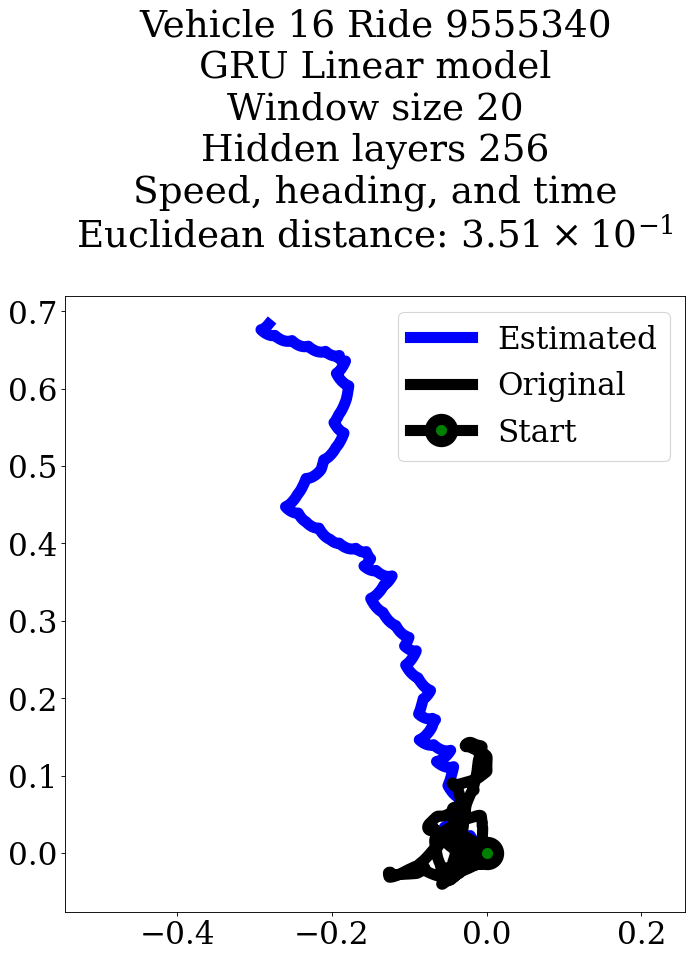 Vehicle 16 Ride 9555340
GRU Linear model
Window size 20
Hidden layers 256
Speed, heading, and time
Euclidean distance: 3.51 × 10⁻¹
Estimated
Original
Start
0.7
0.6
0.5
0.4
0.3
0.2
0.1
0.0
−0.4 −0.2 0.0 0.2